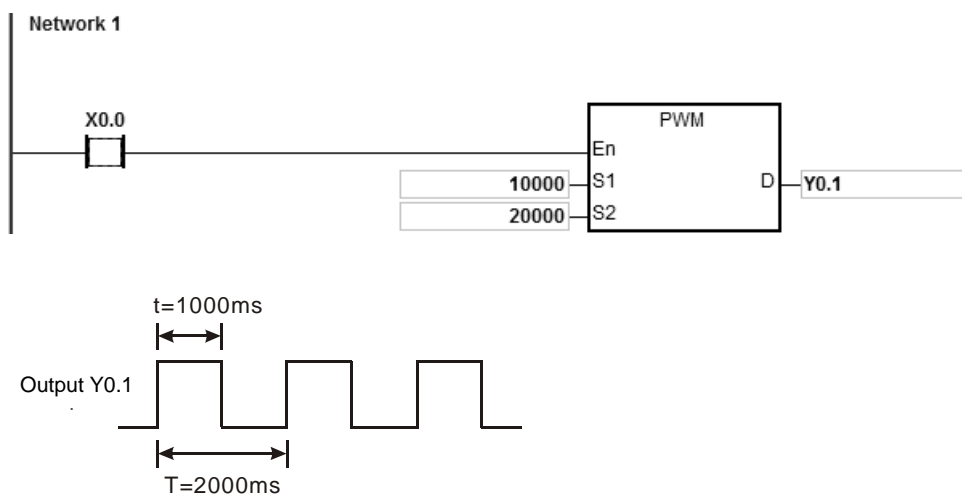 Network 1
X0.0
PWM
En
10000 S1 D Y0.1
20000 S2
t=1000ms
Output Y0.1
T=2000ms